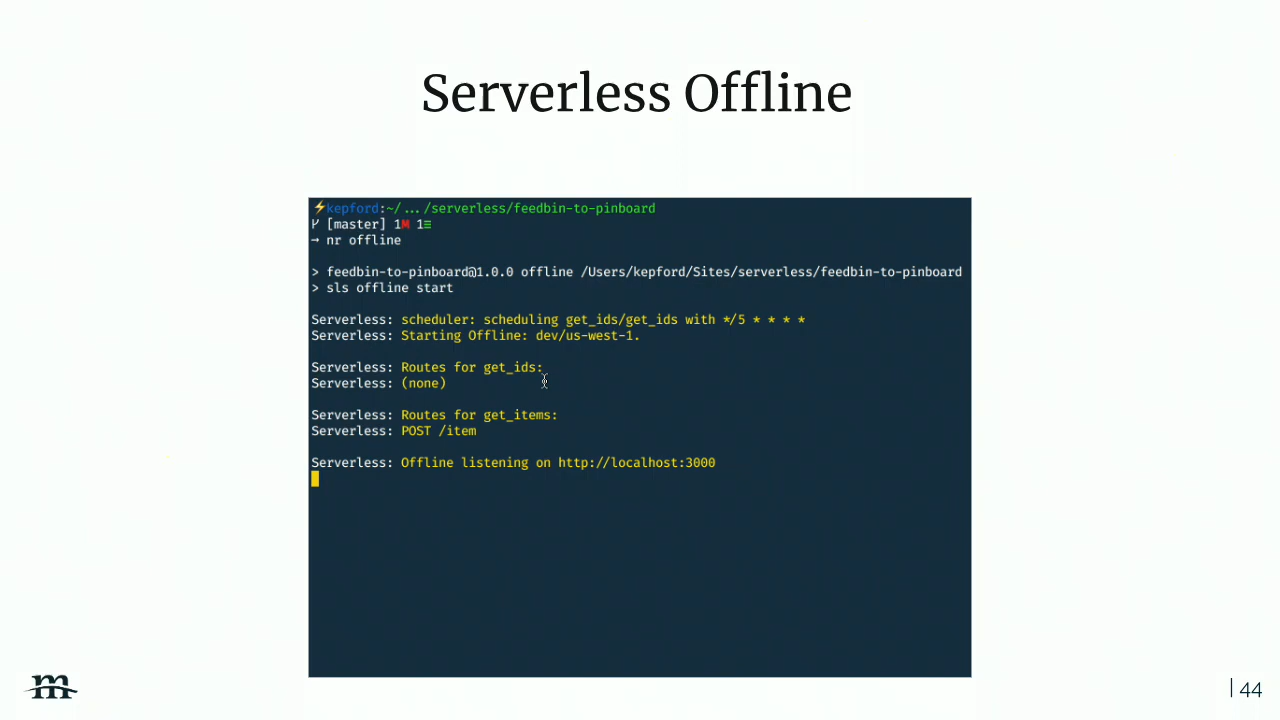 Serverless Offline
⚡kepford:~/.../serverless/feedbin-to-pinboard
[master] 1M 1≡
→ nr offline
> feedbin-to-pinboard@1.0.0 offline /Users/kepford/Sites/serverless/feedbin-to-pinboard
> sls offline start
Serverless: scheduler: scheduling get_ids/get_ids with */5 * * * *
Serverless: Starting Offline: dev/us-west-1.
Serverless: Routes for get_ids:
Serverless: (none)
Serverless: Routes for get_items:
Serverless: POST /item
Serverless: Offline listening on http://localhost:3000
m
| 44